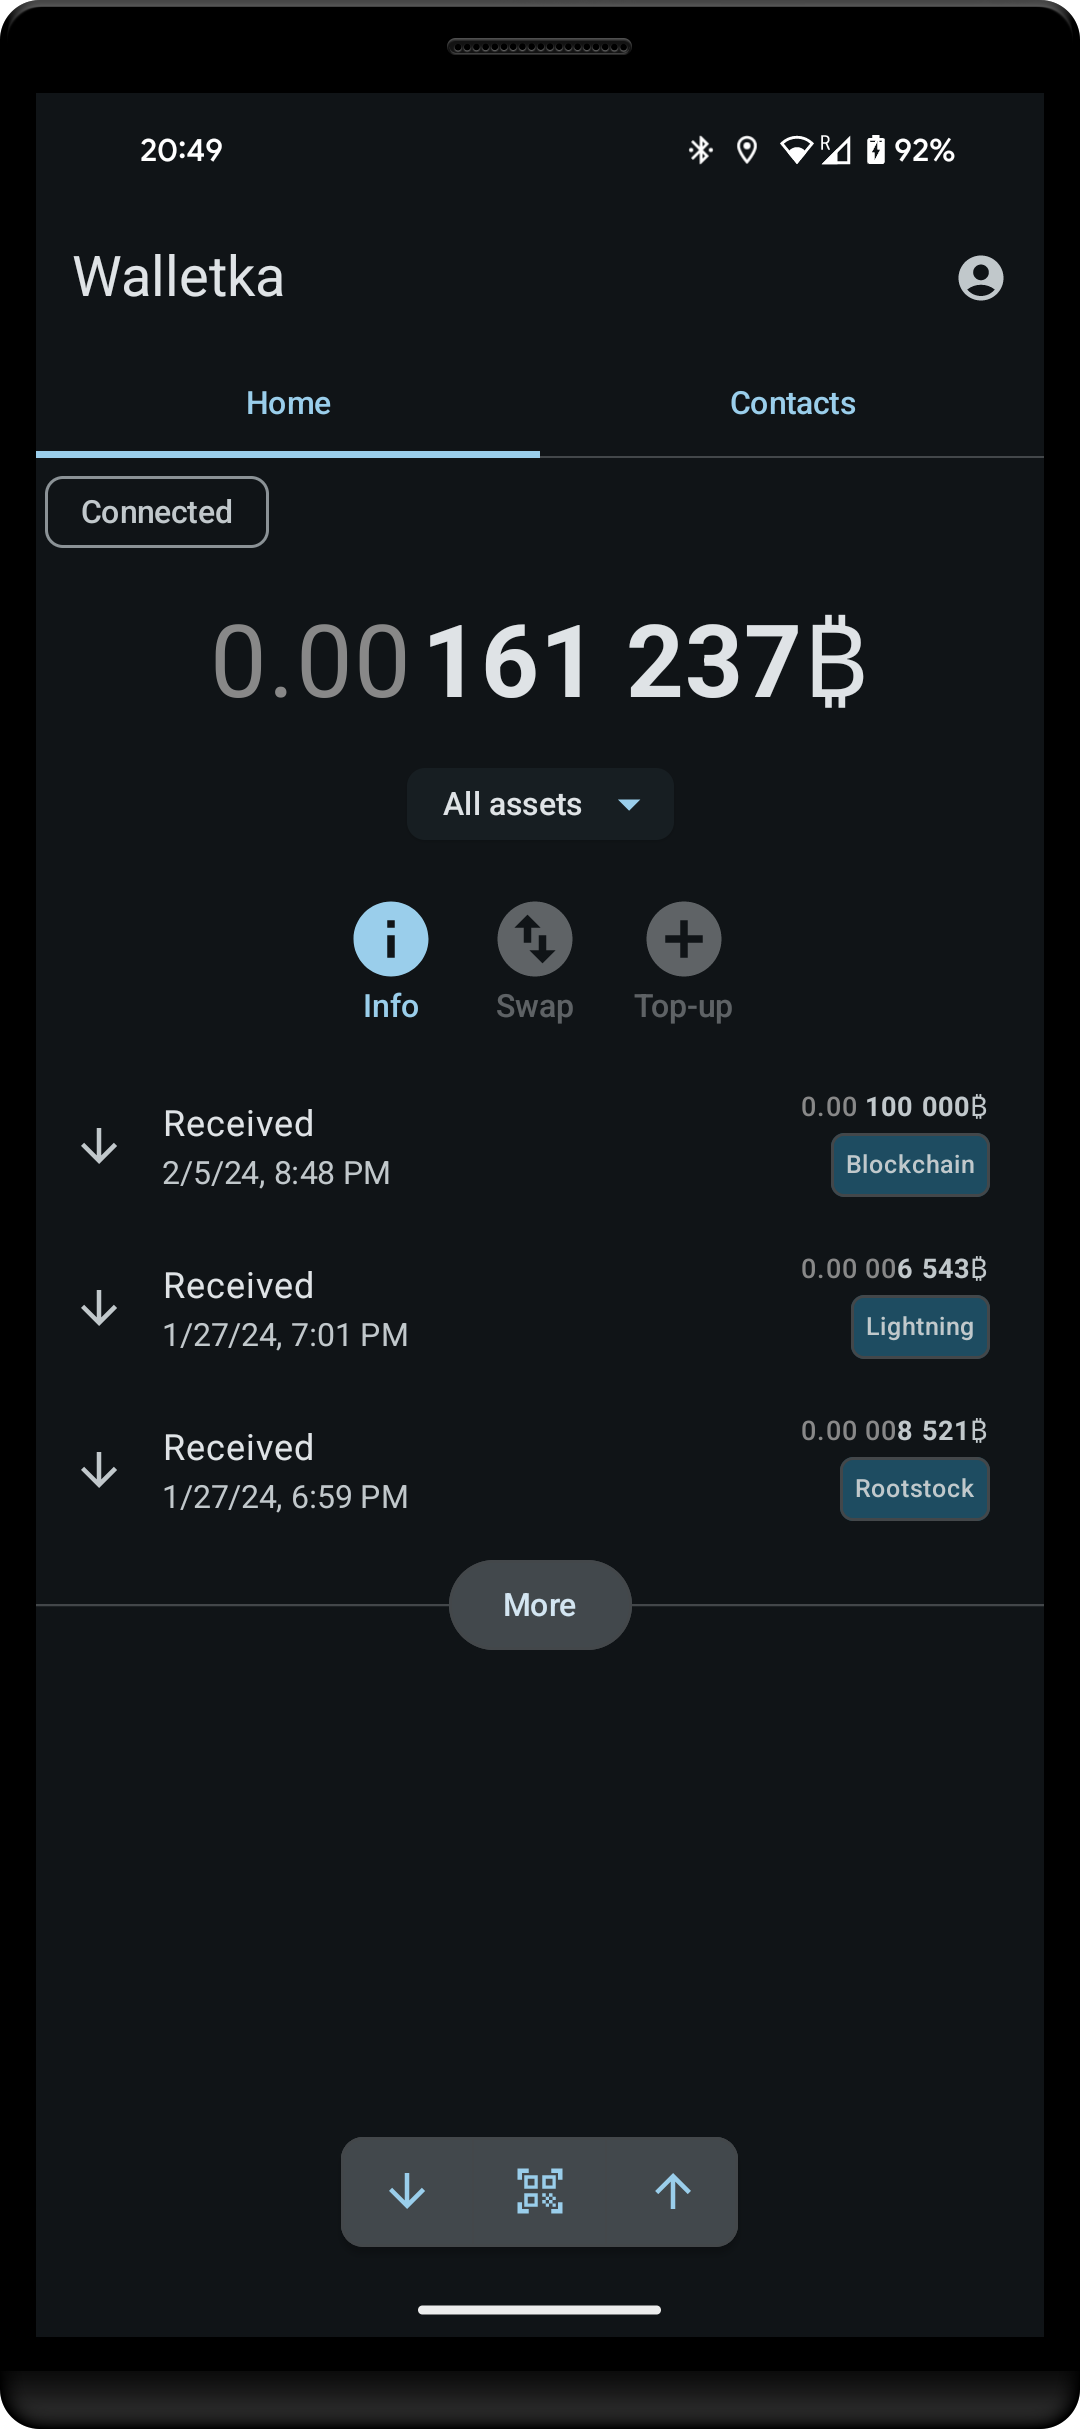 20:49 R 92%
Walletka
Home Contacts
Connected
0.00 161 237₿
All assets
Info Swap Top-up
Received 0.00 100 000₿
2/5/24, 8:48 PM Blockchain
Received 0.00 006 543₿
1/27/24, 7:01 PM Lightning
Received 0.00 008 521₿
1/27/24, 6:59 PM Rootstock
More